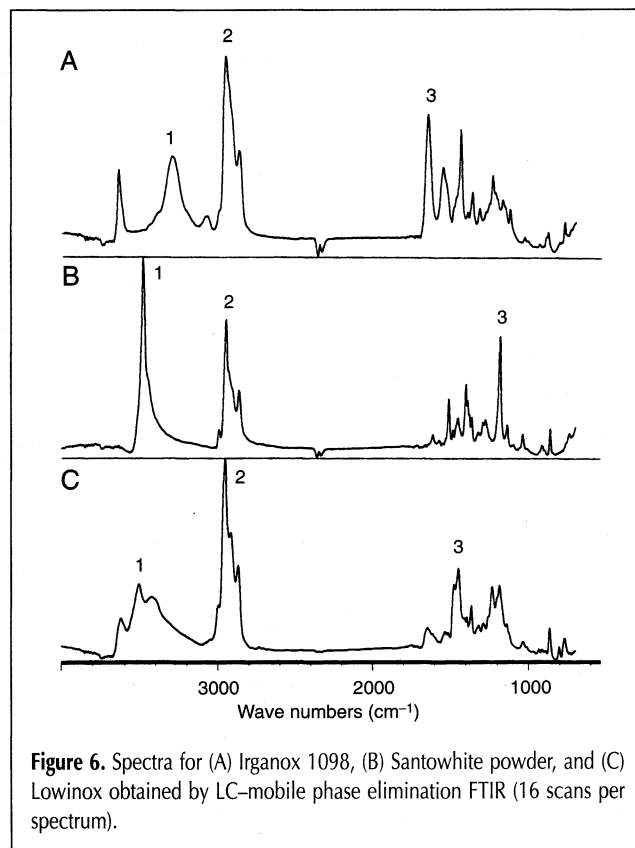 A
1
2
3
B
1
2
3
C
1
2
3
3000 2000 1000
Wave numbers (cm⁻¹)
Figure 6. Spectra for (A) Irganox 1098, (B) Santowhite powder, and (C)
Lowinox obtained by LC–mobile phase elimination FTIR (16 scans per
spectrum).